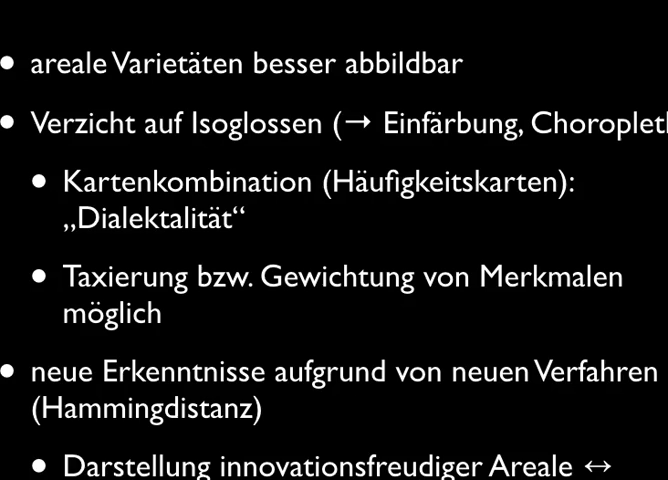 • areale Varietäten besser abbildbar
• Verzicht auf Isoglossen (→ Einfärbung,
• Kartenkombination (Häufigkeitskarten):
„Dialektalität“
• Taxierung bzw. Gewichtung von Merkmalen
möglich
• neue Erkenntnisse aufgrund von neuen Verfahren
(Hammingdistanz)
• Darstellung innovationsfreudiger Areale ↔